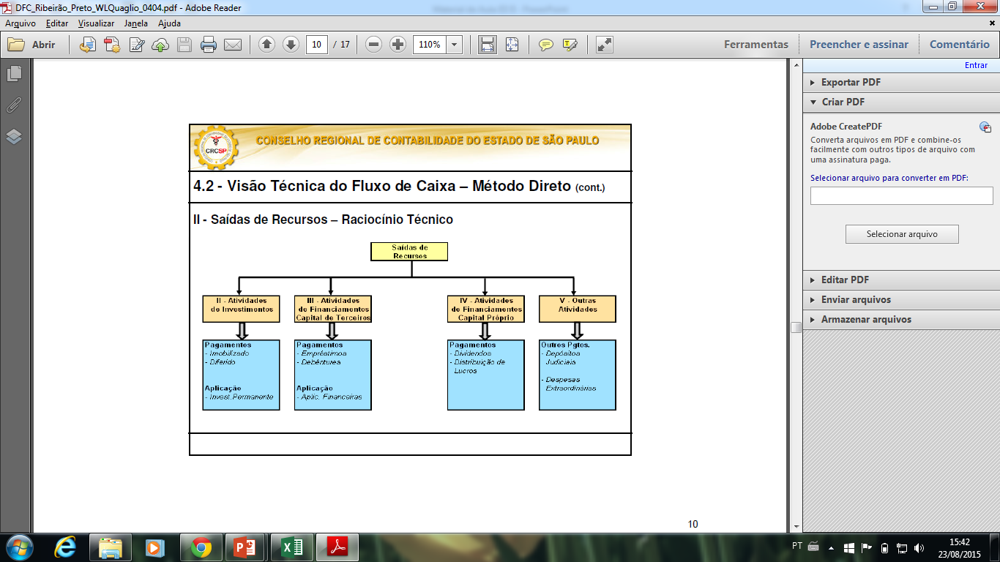 DFC_Ribeirão_Preto_WLQuaglio_0404.pdf - Adobe Reader
Arquivo Editar Visualizar Janela Ajuda
Abrir 10 / 17 110% Ferramentas Preencher e assinar Comentário
Entrar
Exportar PDF
Criar PDF
Adobe CreatePDF
Converta arquivos em PDF e combine-os
facilmente com outros tipos de arquivo com
uma assinatura paga.
Selecionar arquivo para converter em PDF:
Selecionar arquivo
Editar PDF
Enviar arquivos
Armazenar arquivos
CRCSP
CONSELHO REGIONAL DE CONTABILIDADE DO ESTADO DE SÃO PAULO
4.2 - Visão Técnica do Fluxo de Caixa – Método Direto (cont.)
II - Saídas de Recursos – Raciocínio Técnico
Saídas de
Recursos
II - Atividades
de Investimentos
III - Atividades
de Financiamentos
Capital de Terceiros
IV - Atividades
de Financiamentos
Capital Próprio
V - Outras
Atividades
Pagamentos
- Imobilizado
- Diferido
Aplicação
- Invest.Permanente
Pagamentos
- Empréstimos
- Debêntures
Aplicação
- Aplic. Financeiras
Pagamentos
- Dividendos
- Distribuição de
Lucros
Outros Pgtos.
- Depósitos
Judiciais
- Despesas
Extraordinárias
10
PT
15:42
23/08/2015